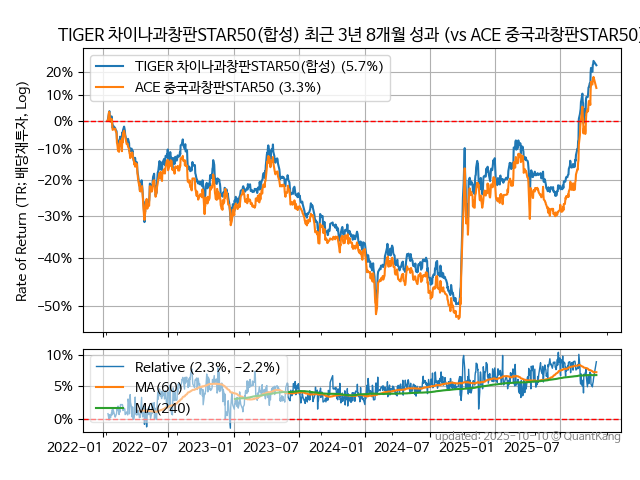 TIGER 차이나과창판STAR50(합성) 최근 3년 8개월 성과 (vs ACE 중국과창판STAR50)
Rate of Return (TR: 배당재투자, Log)
TIGER 차이나과창판STAR50(합성) (5.7%)
ACE 중국과창판STAR50 (3.3%)
20%
10%
0%
−10%
−20%
−30%
−40%
−50%
Relative (2.3%, −2.2%)
MA(60)
MA(240)
10%
5%
0%
2022−01 2022−07 2023−01 2023−07 2024−01 2024−07 2025−01 2025−07
updated: 2025-10-10 © QuantKang